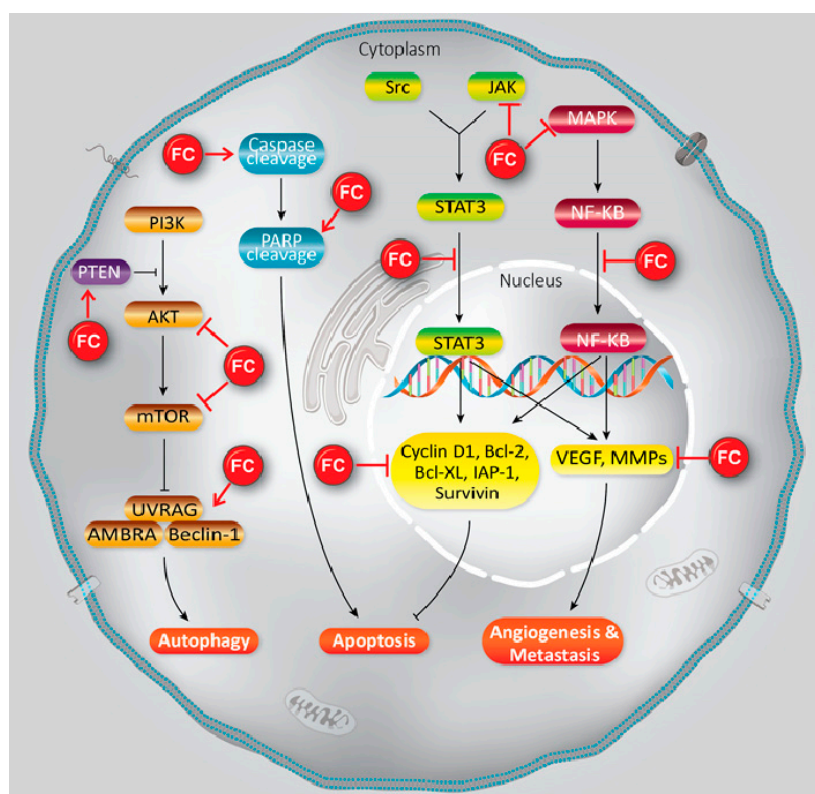 Cytoplasm
Src
JAK
MAPK
FC
Caspase
cleavage
FC
FC
STAT3
NF-KB
PI3K
PARP
cleavage
PTEN
FC
FC
Nucleus
AKT
FC
FC
STAT3
NF-KB
mTOR
FC
FC
Cyclin D1, Bcl-2,
Bcl-XL, IAP-1,
Survivin
VEGF, MMPs
FC
UVRAG
AMBRA
Beclin-1
Autophagy
Apoptosis
Angiogenesis &
Metastasis